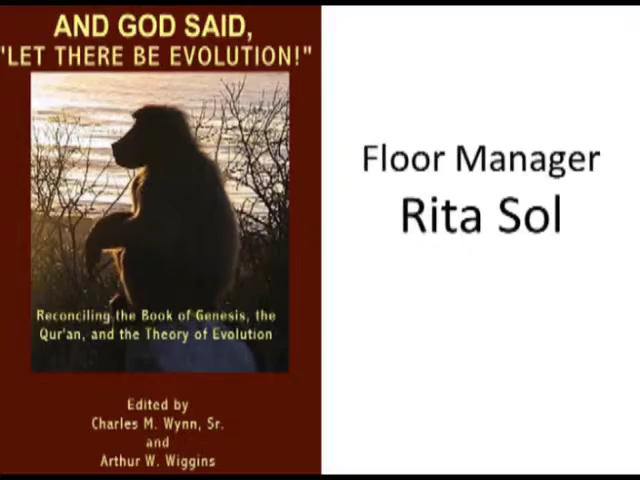 AND GOD SAID,
"LET THERE BE EVOLUTION!"
Reconciling the Book of Genesis, the
Qur'an, and the Theory of Evolution
Edited by
Charles M. Wynn, Sr.
and
Arthur W. Wiggins
Floor Manager
Rita Sol